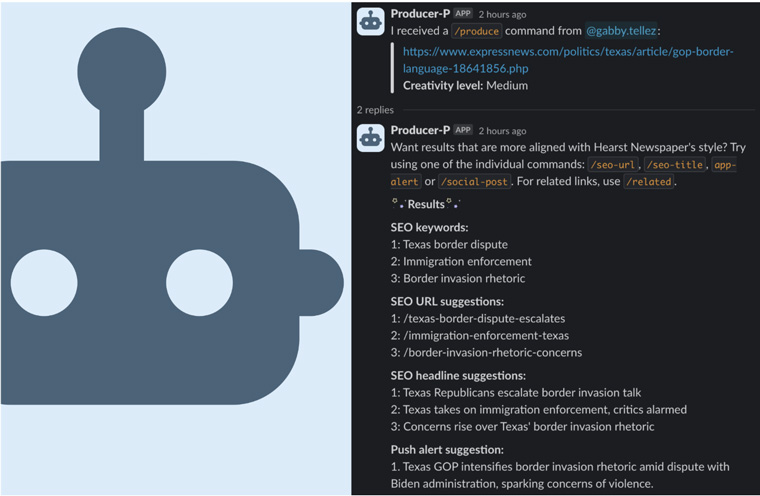 Producer-P APP 2 hours ago
I received a /produce command from @gabby.tellez:
https://www.expressnews.com/politics/texas/article/gop-border-
language-18641856.php
Creativity level: Medium
2 replies
Producer-P APP 2 hours ago
Want results that are more aligned with Hearst Newspaper's style? Try
using one of the individual commands: /seo-url, /seo-title, app-
alert or /social-post. For related links, use /related.
Results
SEO keywords:
1: Texas border dispute
2: Immigration enforcement
3: Border invasion rhetoric
SEO URL suggestions:
1: /texas-border-dispute-escalates
2: /immigration-enforcement-texas
3: /border-invasion-rhetoric-concerns
SEO headline suggestions:
1: Texas Republicans escalate border invasion talk
2: Texas takes on immigration enforcement, critics alarmed
3: Concerns rise over Texas' border invasion rhetoric
Push alert suggestion:
1. Texas GOP intensifies border invasion rhetoric amid dispute with
Biden administration, sparking concerns of violence.